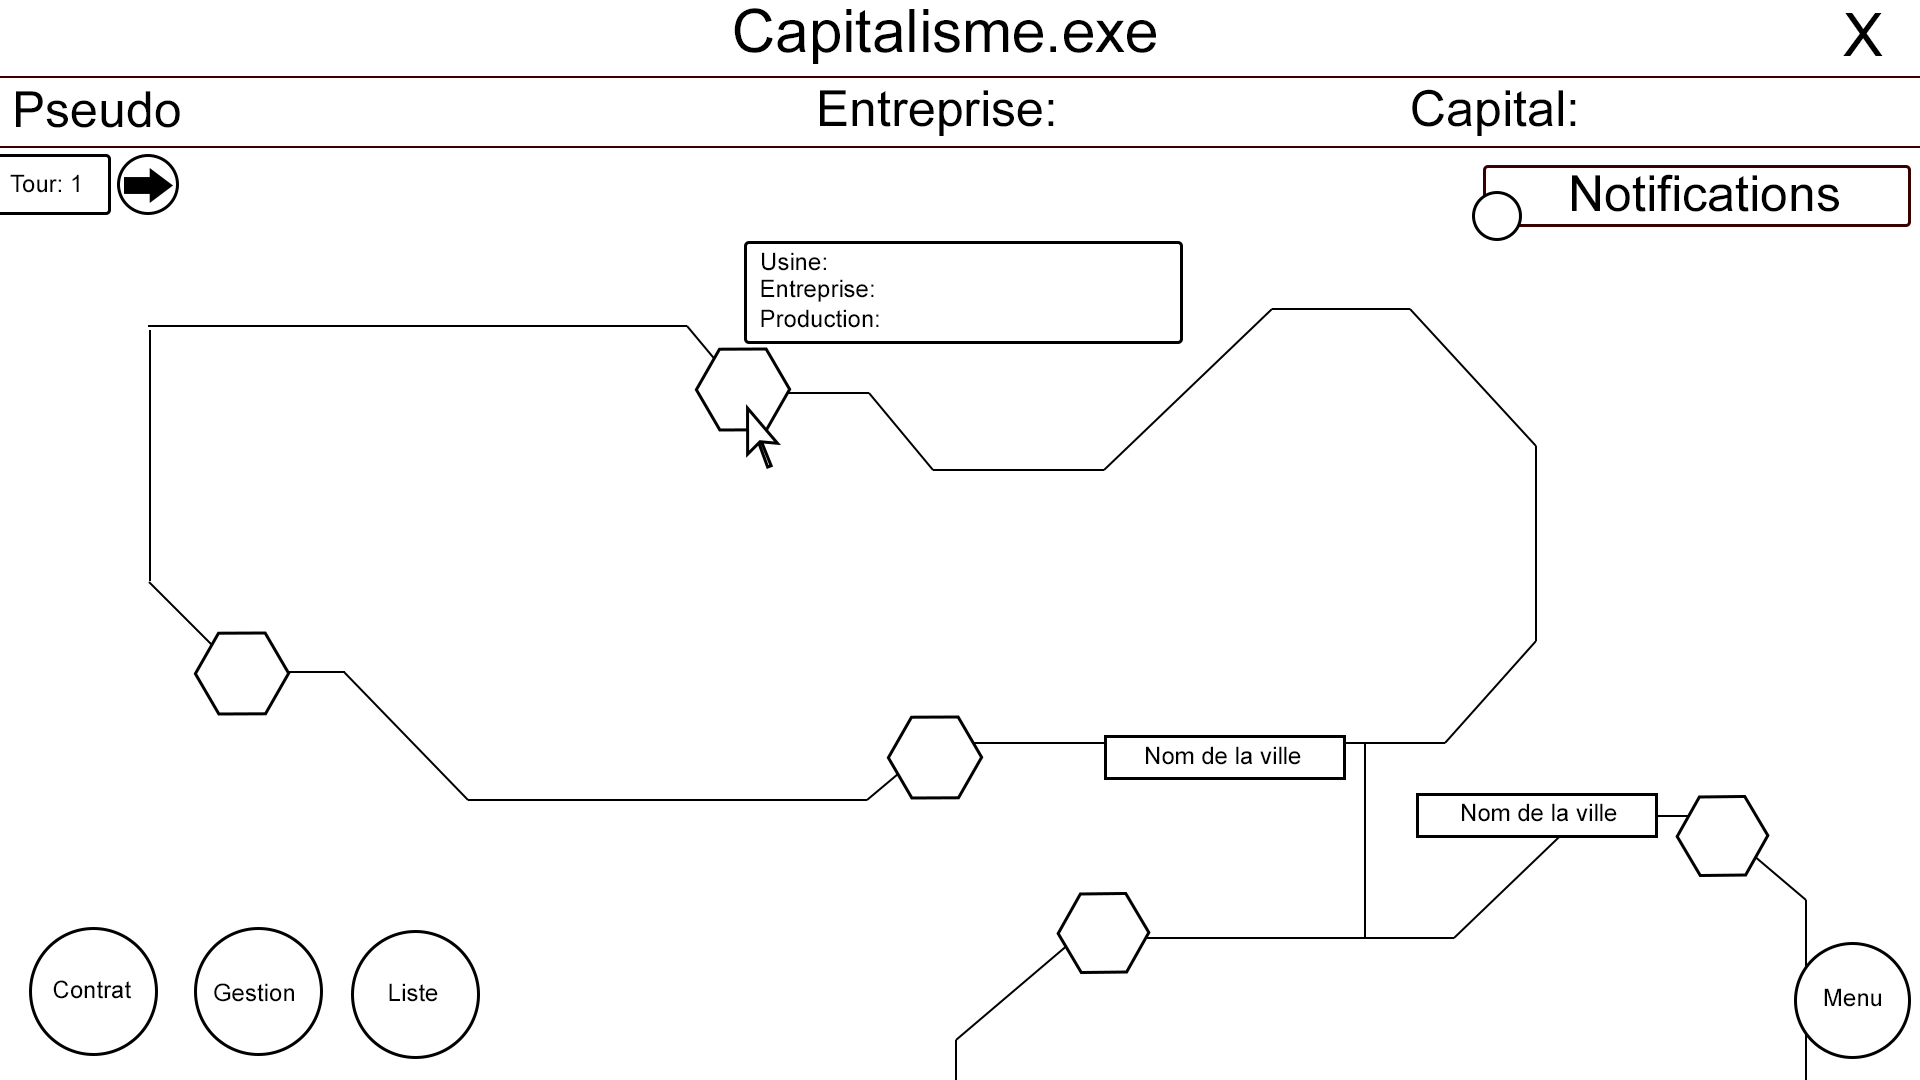 Capitalisme.exe
X
Pseudo
Entreprise:
Capital:
Tour: 1
Notifications
Usine:
Entreprise:
Production:
Nom de la ville
Nom de la ville
Contrat
Gestion
Liste
Menu